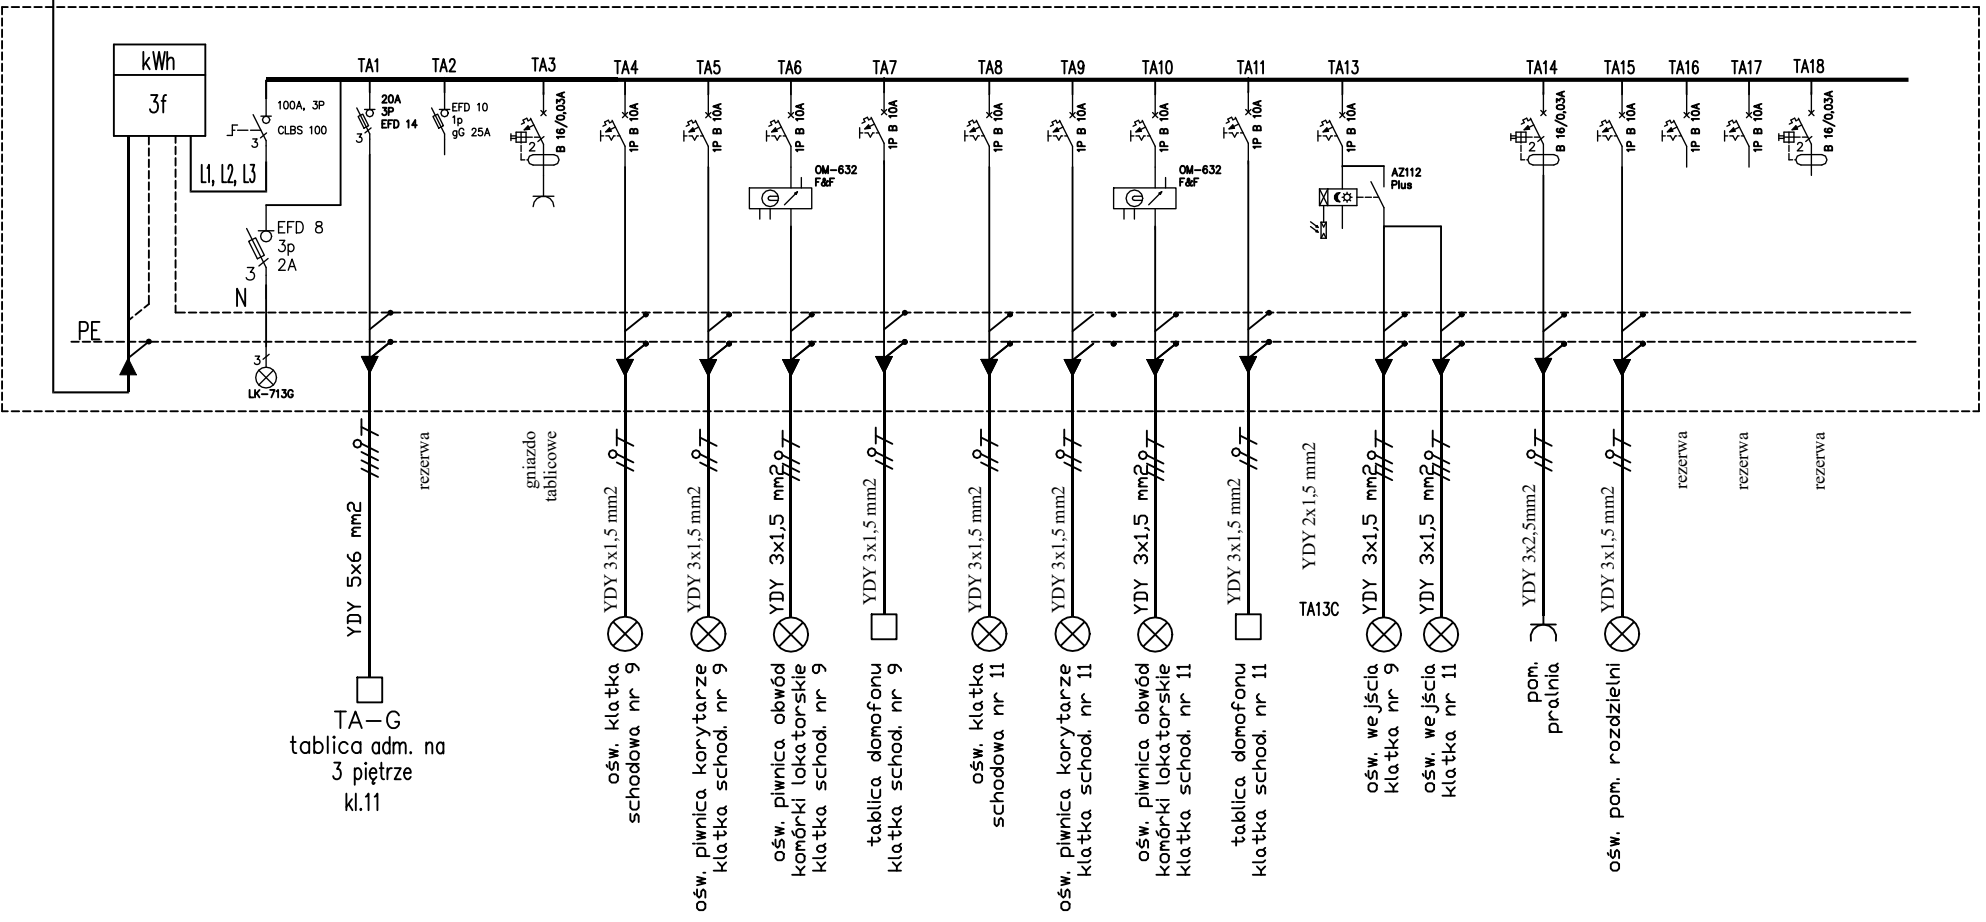 kWh
3f
L1, L2, L3
100A, 3P
CLBS 100
3
EFD 8
3p
2A
3
N
PE
3
LK-713G
TA1
20A
3P
EFD 14
3
TA2
EFD 10
1p
gG 25A
TA3
B 16/0,03A
2
TA4
1P B 10A
TA5
1P B 10A
TA6
1P B 10A
OM-632
F&F
TA7
1P B 10A
TA8
1P B 10A
TA9
1P B 10A
TA10
1P B 10A
OM-632
F&F
TA11
1P B 10A
TA13
1P B 10A
AZ112
Plus
TA14
B 16/0,03A
2
TA15
1P B 10A
TA16
1P B 10A
TA17
1P B 10A
TA18
B 16/0,03A
2
YDY 5x6 mm2
TA-G
tablica adm. na
3 piętrze
kl.11
rezerwa
gniazdo
tablicowe
YDY 3x1,5 mm2
ośw. klatka
schodowa nr 9
YDY 3x1,5 mm2
ośw. piwnica korytarze
klatka schod. nr 9
YDY 3x1,5 mm2
ośw. piwnica obwód
komórki lokatorskie
klatka schod. nr 9
YDY 3x1,5 mm2
tablica domofonu
klatka schod. nr 9
YDY 3x1,5 mm2
ośw. klatka
schodowa nr 11
YDY 3x1,5 mm2
ośw. piwnica korytarze
klatka schod. nr 11
YDY 3x1,5 mm2
ośw. piwnica obwód
komórki lokatorskie
klatka schod. nr 11
YDY 3x1,5 mm2
tablica domofonu
klatka schod. nr 11
YDY 2x1,5 mm2
TA13C
YDY 3x1,5 mm2
ośw. wejścia
klatka nr 9
YDY 3x1,5 mm2
ośw. wejścia
klatka nr 11
YDY 3x2,5mm2
pom.
pralnia
YDY 3x1,5 mm2
ośw. pom. rozdzielni
rezerwa
rezerwa
rezerwa